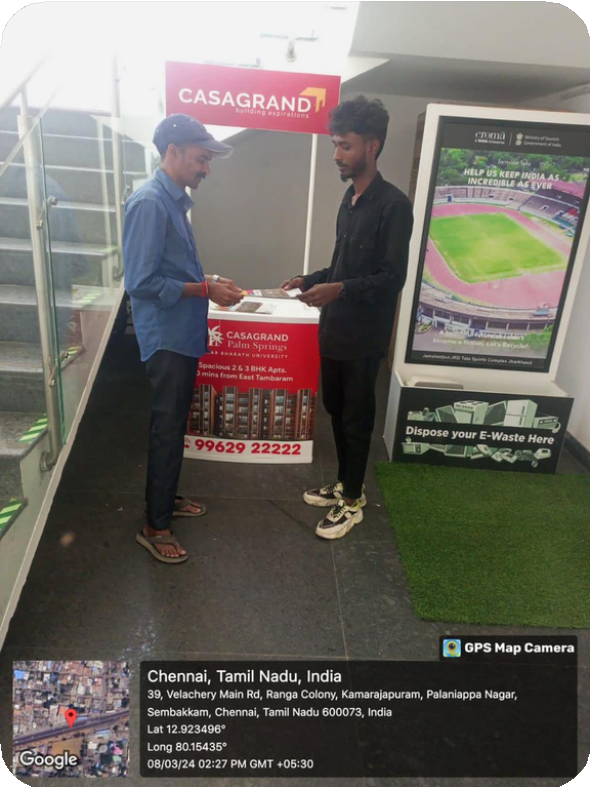 CASAGRAND
building aspirations
croma
Ministry of Tourism
Government of India
HELP US KEEP INDIA AS
INCREDIBLE AS EVER
CASAGRAND
Palm Springs
BHARATH UNIVERSITY
Spacious 2 & 3 BHK Apts.
mins from East Tambaram
99629 22222
Let's Recycle!
JRD Tata Sports Complex Jharkhand
Dispose your E-Waste Here
GPS Map Camera
Google
Chennai, Tamil Nadu, India
39, Velachery Main Rd, Ranga Colony, Kamarajapuram, Palaniappa Nagar,
Sembakkam, Chennai, Tamil Nadu 600073, India
Lat 12.923496°
Long 80.15435°
08/03/24 02:27 PM GMT +05:30